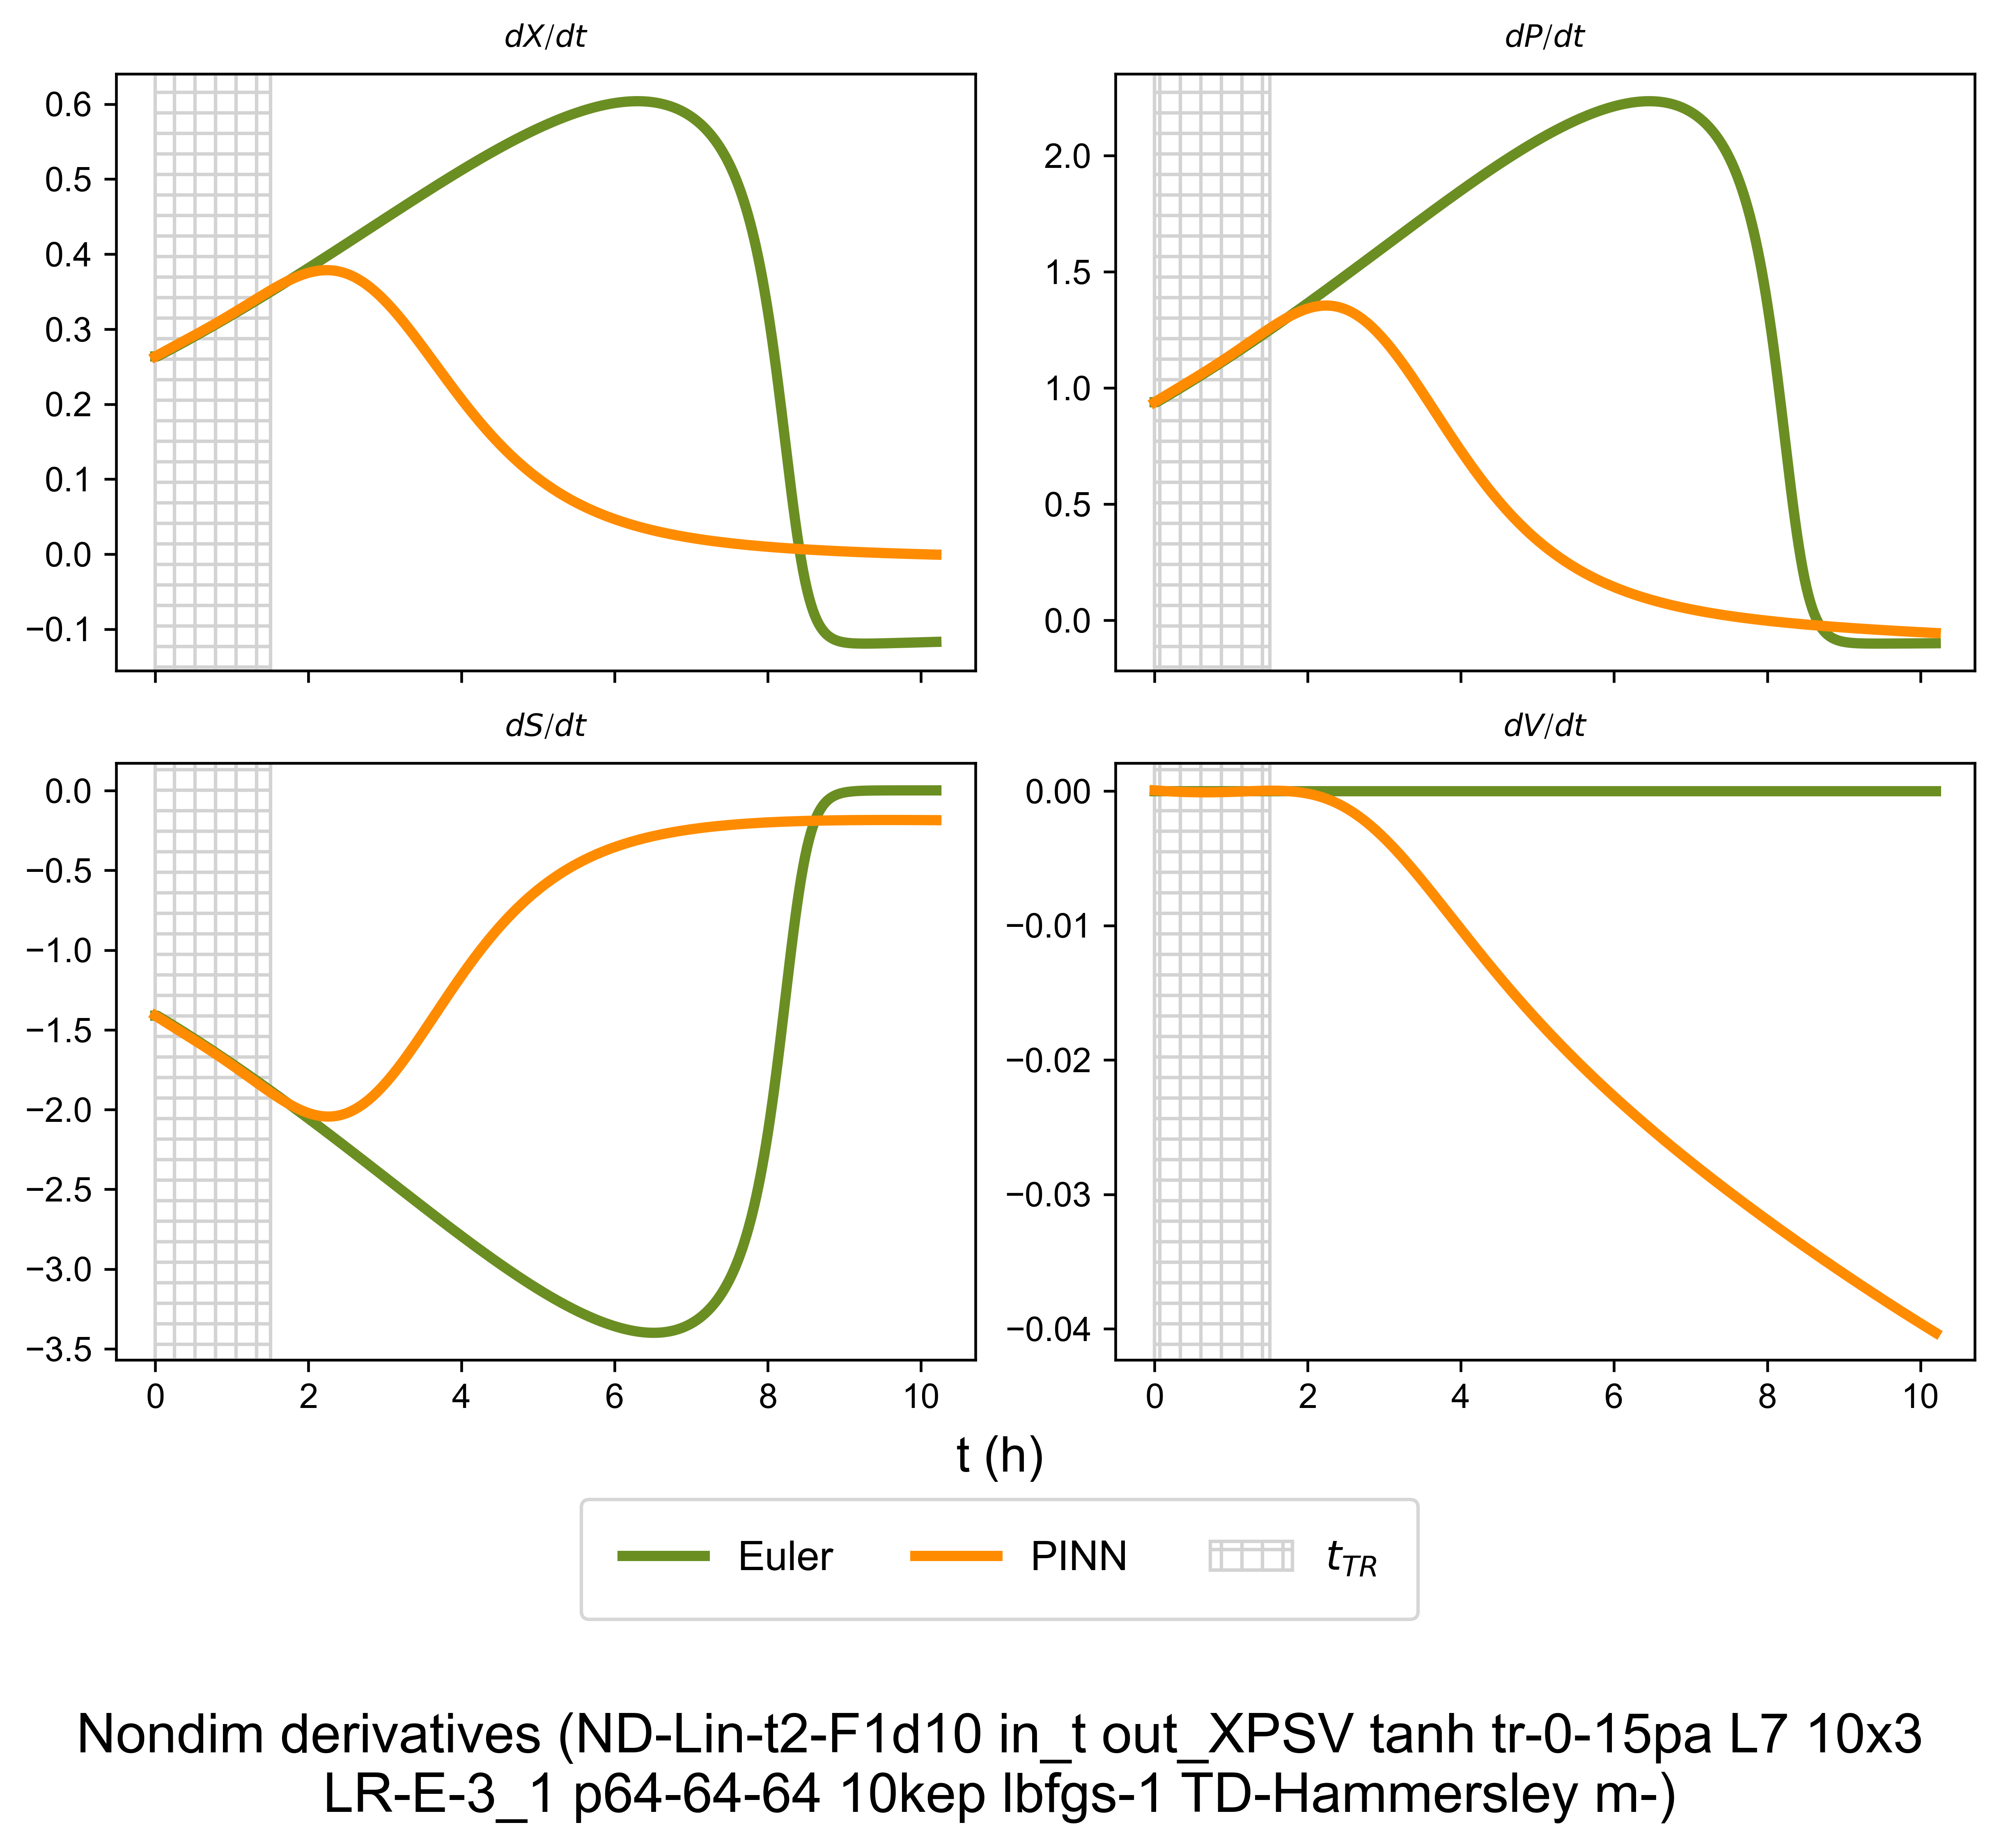 dX/dt
dP/dt
0.6
0.5
0.4
0.3
0.2
0.1
0.0
−0.1
2.0
1.5
1.0
0.5
0.0
dS/dt
dV/dt
0.0
−0.5
−1.0
−1.5
−2.0
−2.5
−3.0
−3.5
0 2 4 6 8 10
0.00
−0.01
−0.02
−0.03
−0.04
0 2 4 6 8 10
t (h)
Euler PINN t_TR
Nondim derivatives (ND-Lin-t2-F1d10 in_t out_XPSV tanh tr-0-15pa L7 10x3
LR-E-3_1 p64-64-64 10kep lbfgs-1 TD-Hammersley m-)